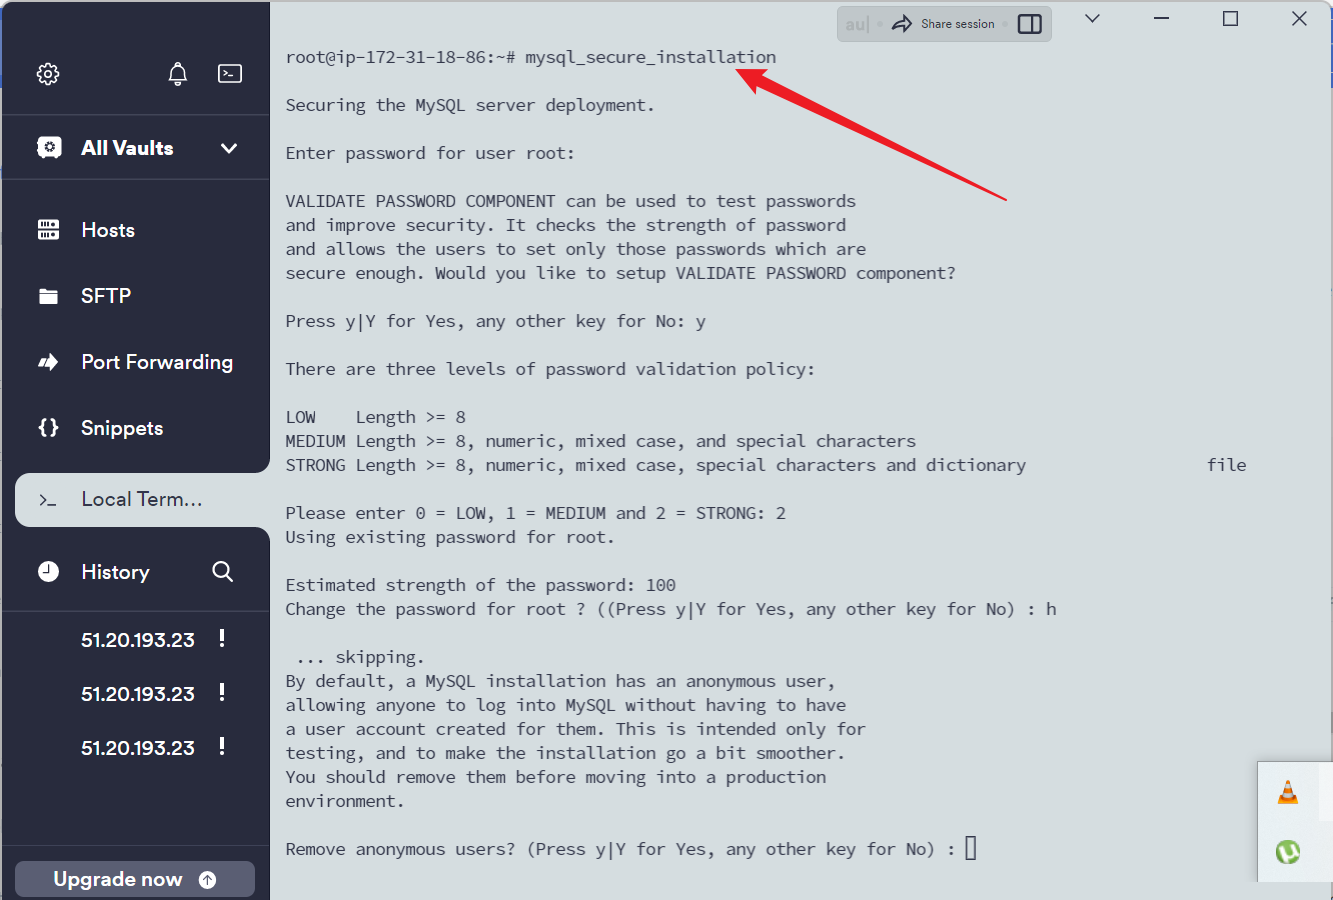 au|
Share session
All Vaults
Hosts
SFTP
Port Forwarding
Snippets
Local Term...
History
51.20.193.23 !
51.20.193.23 !
51.20.193.23 !
Upgrade now
root@ip-172-31-18-86:~# mysql_secure_installation
Securing the MySQL server deployment.
Enter password for user root:
VALIDATE PASSWORD COMPONENT can be used to test passwords
and improve security. It checks the strength of password
and allows the users to set only those passwords which are
secure enough. Would you like to setup VALIDATE PASSWORD component?
Press y|Y for Yes, any other key for No: y
There are three levels of password validation policy:
LOW    Length >= 8
MEDIUM Length >= 8, numeric, mixed case, and special characters
STRONG Length >= 8, numeric, mixed case, special characters and dictionary                  file
Please enter 0 = LOW, 1 = MEDIUM and 2 = STRONG: 2
Using existing password for root.
Estimated strength of the password: 100
Change the password for root ? ((Press y|Y for Yes, any other key for No) : h
 ... skipping.
By default, a MySQL installation has an anonymous user,
allowing anyone to log into MySQL without having to have
a user account created for them. This is intended only for
testing, and to make the installation go a bit smoother.
You should remove them before moving into a production
environment.
Remove anonymous users? (Press y|Y for Yes, any other key for No) :